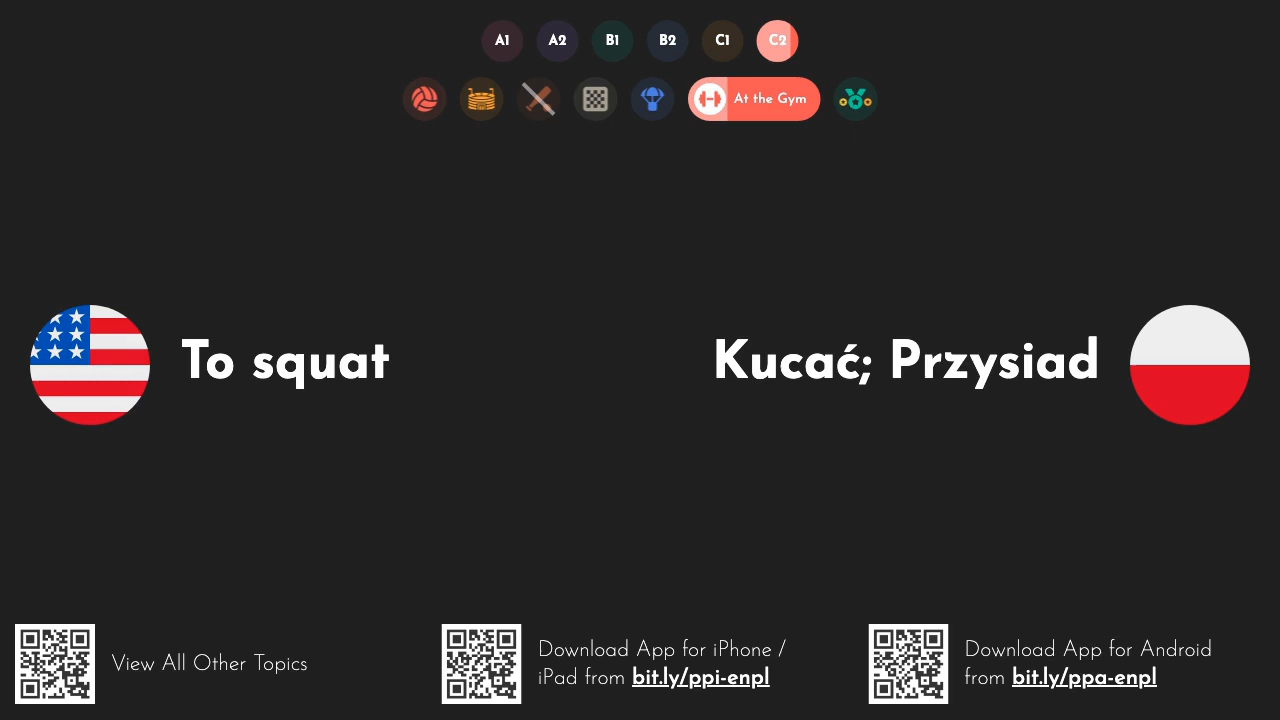 A1 A2 B1 B2 C1 C2
At the Gym
To squat
Kucać; Przysiad
View All Other Topics
Download App for iPhone /
iPad from bit.ly/ppi-enpl
Download App for Android
from bit.ly/ppa-enpl